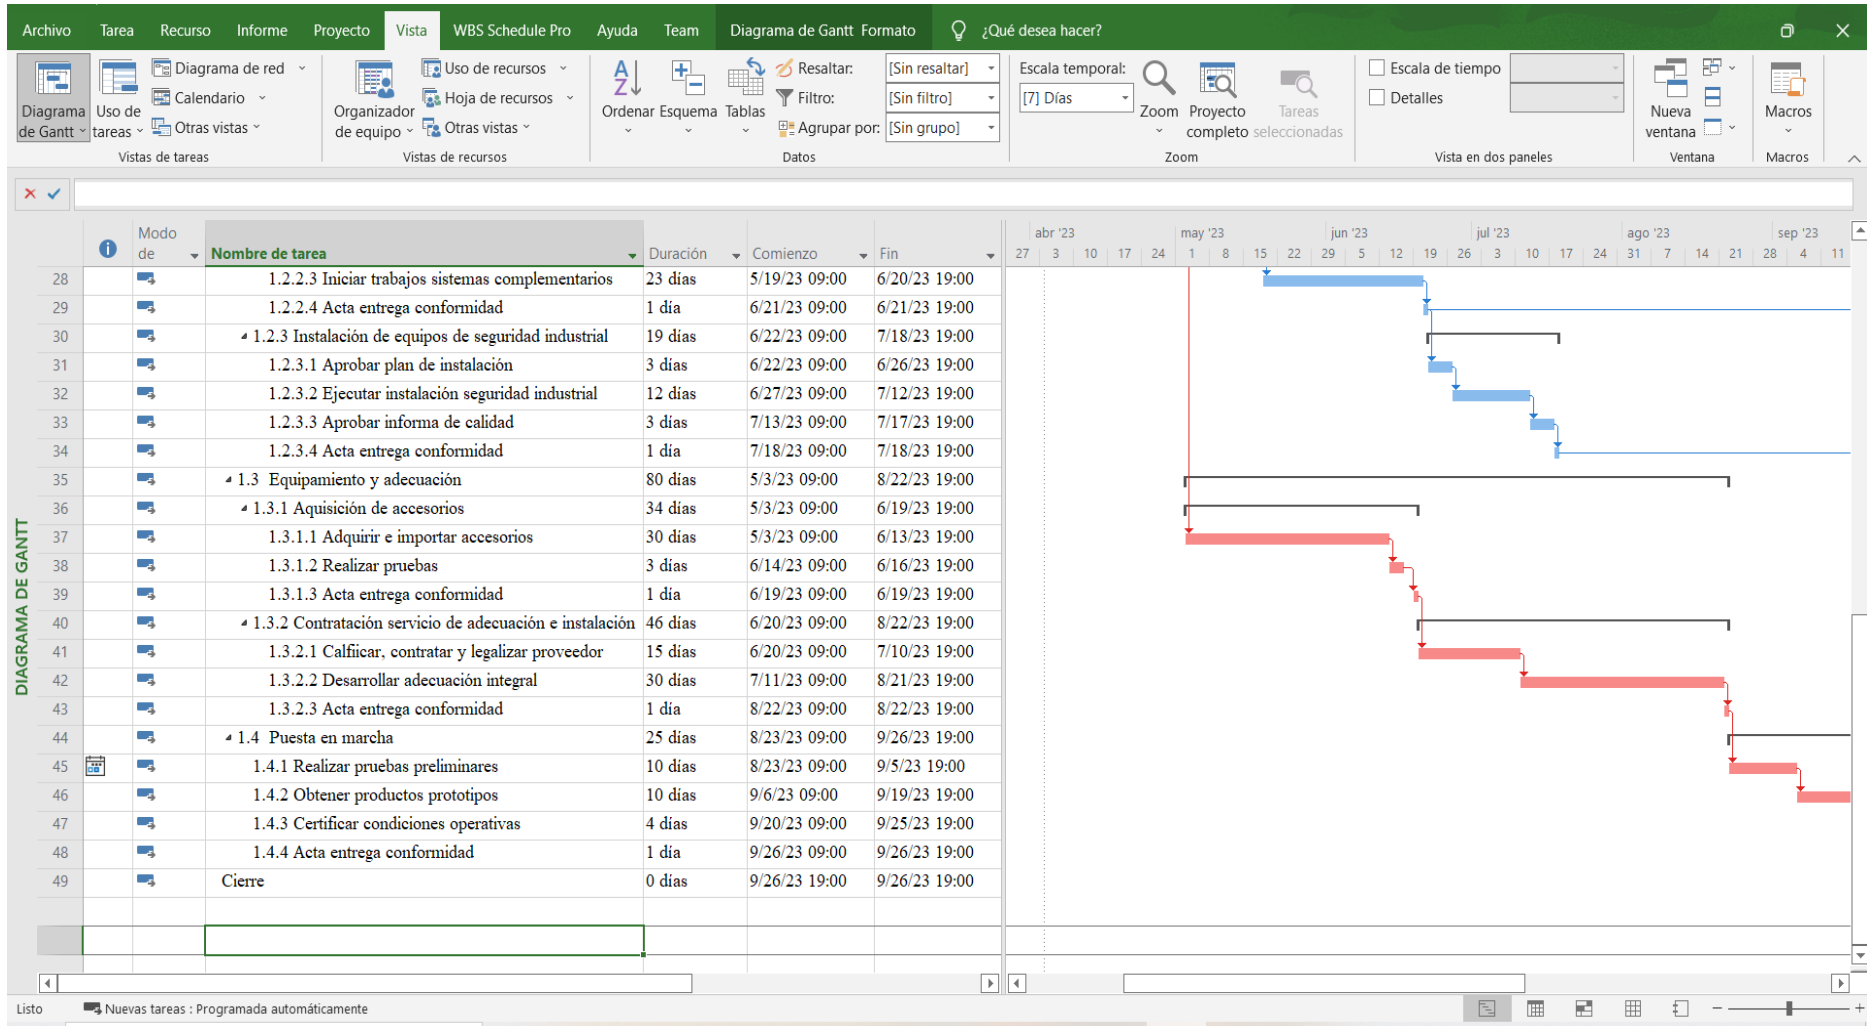 Archivo Tarea Recurso Informe Proyecto Vista WBS Schedule Pro Ayuda Team Diagrama de Gantt Formato ¿Qué desea hacer?
Diagrama de Gantt
Uso de tareas
Diagrama de red
Calendario
Otras vistas
Vistas de tareas
Organizador de equipo
Uso de recursos
Hoja de recursos
Otras vistas
Vistas de recursos
Ordenar Esquema Tablas
Resaltar: [Sin resaltar]
Filtro: [Sin filtro]
Agrupar por: [Sin grupo]
Datos
Escala temporal:
[7] Días
Zoom
Proyecto completo
Tareas seleccionadas
Zoom
Escala de tiempo
Detalles
Vista en dos paneles
Nueva ventana
Ventana
Macros
Macros
Modo de Nombre de tarea Duración Comienzo Fin
abr '23 may '23 jun '23 jul '23 ago '23 sep '23
27 3 10 17 24 1 8 15 22 29 5 12 19 26 3 10 17 24 31 7 14 21 28 4 11
28 1.2.2.3 Iniciar trabajos sistemas complementarios 23 días 5/19/23 09:00 6/20/23 19:00
29 1.2.2.4 Acta entrega conformidad 1 día 6/21/23 09:00 6/21/23 19:00
30 1.2.3 Instalación de equipos de seguridad industrial 19 días 6/22/23 09:00 7/18/23 19:00
31 1.2.3.1 Aprobar plan de instalación 3 días 6/22/23 09:00 6/26/23 19:00
32 1.2.3.2 Ejecutar instalación seguridad industrial 12 días 6/27/23 09:00 7/12/23 19:00
33 1.2.3.3 Aprobar informa de calidad 3 días 7/13/23 09:00 7/17/23 19:00
34 1.2.3.4 Acta entrega conformidad 1 día 7/18/23 09:00 7/18/23 19:00
35 1.3 Equipamiento y adecuación 80 días 5/3/23 09:00 8/22/23 19:00
36 1.3.1 Aquisición de accesorios 34 días 5/3/23 09:00 6/19/23 19:00
37 1.3.1.1 Adquirir e importar accesorios 30 días 5/3/23 09:00 6/13/23 19:00
38 1.3.1.2 Realizar pruebas 3 días 6/14/23 09:00 6/16/23 19:00
39 1.3.1.3 Acta entrega conformidad 1 día 6/19/23 09:00 6/19/23 19:00
40 1.3.2 Contratación servicio de adecuación e instalación 46 días 6/20/23 09:00 8/22/23 19:00
41 1.3.2.1 Calfiicar, contratar y legalizar proveedor 15 días 6/20/23 09:00 7/10/23 19:00
42 1.3.2.2 Desarrollar adecuación integral 30 días 7/11/23 09:00 8/21/23 19:00
43 1.3.2.3 Acta entrega conformidad 1 día 8/22/23 09:00 8/22/23 19:00
44 1.4 Puesta en marcha 25 días 8/23/23 09:00 9/26/23 19:00
45 1.4.1 Realizar pruebas preliminares 10 días 8/23/23 09:00 9/5/23 19:00
46 1.4.2 Obtener productos prototipos 10 días 9/6/23 09:00 9/19/23 19:00
47 1.4.3 Certificar condiciones operativas 4 días 9/20/23 09:00 9/25/23 19:00
48 1.4.4 Acta entrega conformidad 1 día 9/26/23 09:00 9/26/23 19:00
49 Cierre 0 días 9/26/23 19:00 9/26/23 19:00
DIAGRAMA DE GANTT
Listo Nuevas tareas : Programada automáticamente